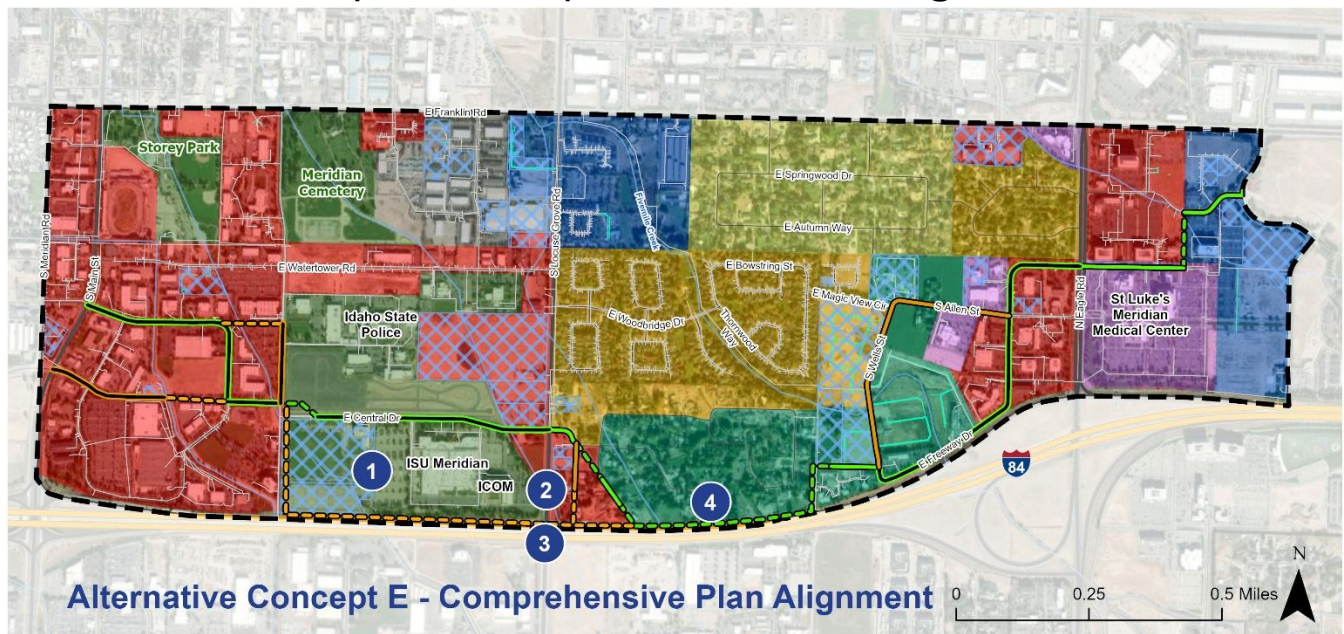 E Franklin Rd
Storey Park
Meridian
Cemetery
E Springwood Dr
Fivemile Creek
S Meridian Rd
S Main St
S Locuse Grove Rd
E Autumn Way
E Watertower Rd
E Bowstring St
E Magic View Cir
S Allen St
N Eagle Rd
St Luke's
Meridian
Medical Center
Idaho State
Police
E Woodbridge Dr
Thornwood
Way
S Wells St
E Central Dr
E Freeway Dr
84
1
ISU Meridian
ICOM
2
3
4
Alternative Concept E - Comprehensive Plan Alignment
0 0.25 0.5 Miles
N